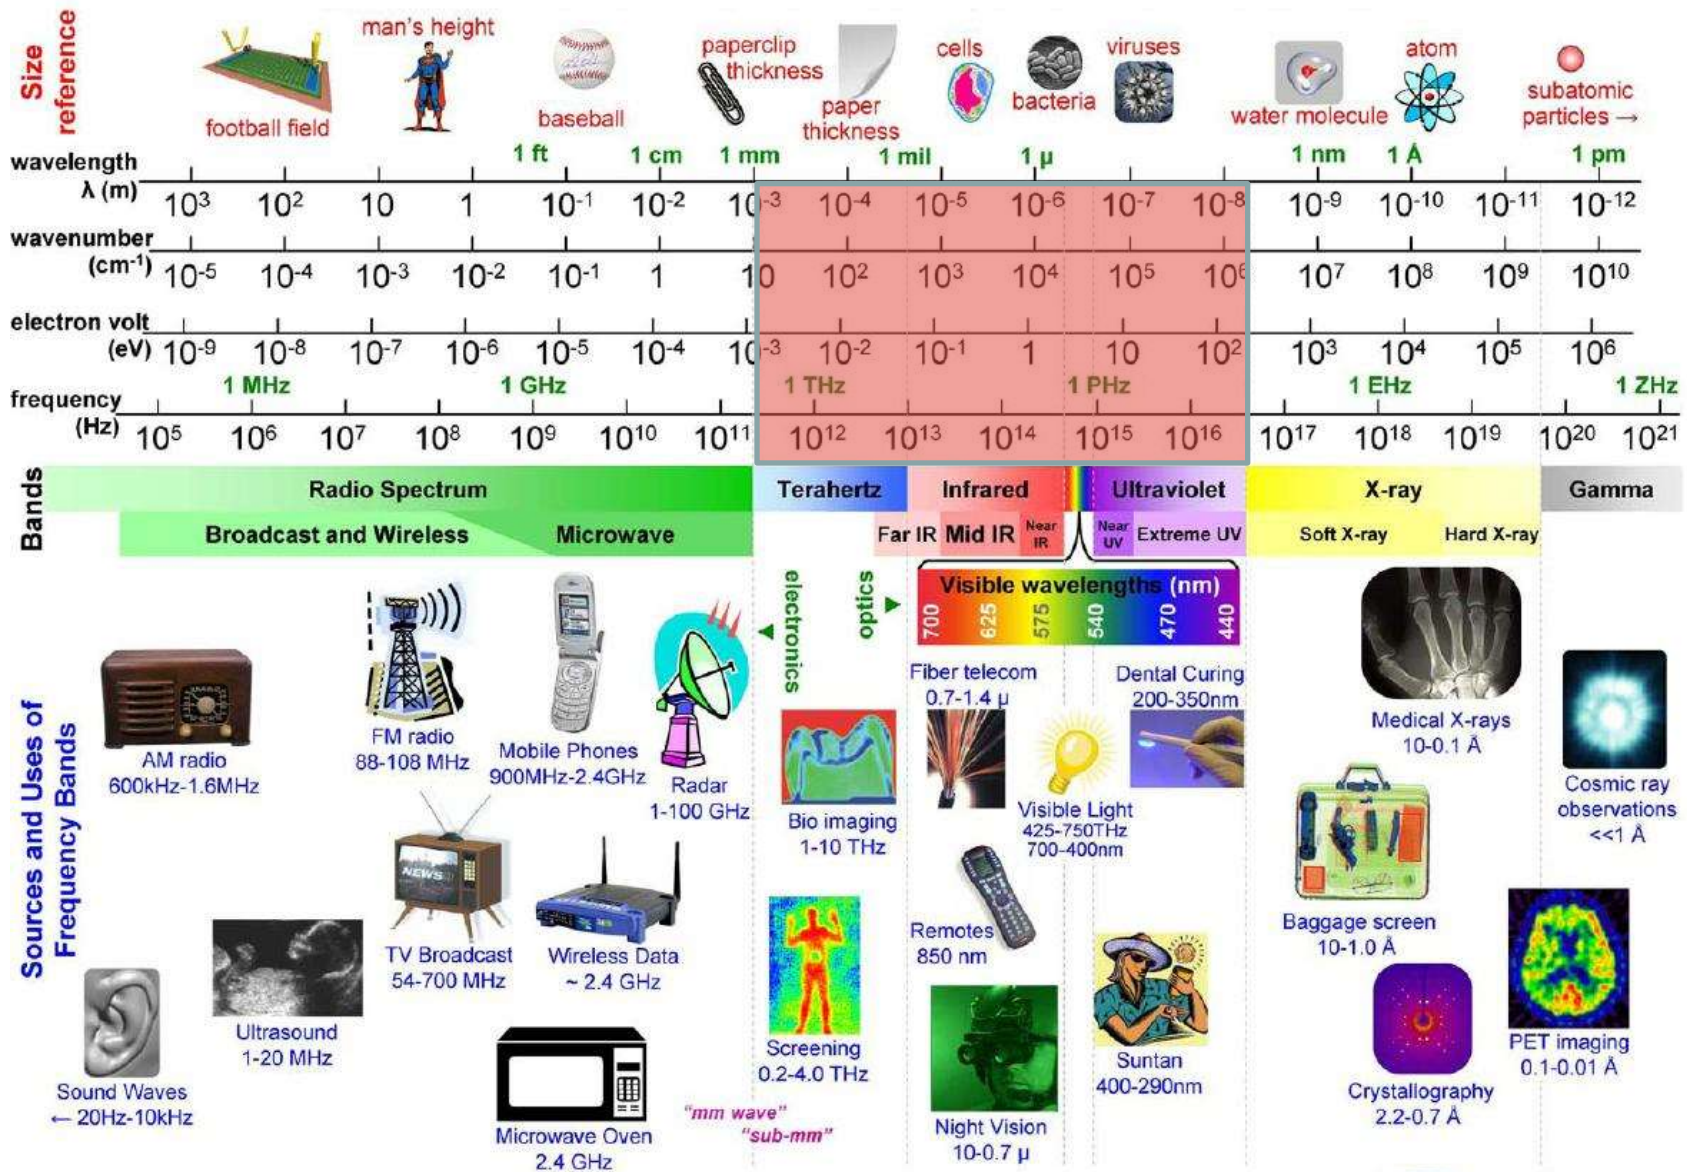 Size
reference
football field
man's height
baseball
paperclip
thickness
paper
thickness
cells
bacteria
viruses
water molecule
atom
subatomic
particles →
1 ft
1 cm
1 mm
1 mil
1 µ
1 nm
1 Å
1 pm
wavelength
λ (m)
10³ 10² 10 1 10⁻¹ 10⁻² 10⁻³ 10⁻⁴ 10⁻⁵ 10⁻⁶ 10⁻⁷ 10⁻⁸ 10⁻⁹ 10⁻¹⁰ 10⁻¹¹ 10⁻¹²
wavenumber
(cm⁻¹)
10⁻⁵ 10⁻⁴ 10⁻³ 10⁻² 10⁻¹ 1 10 10² 10³ 10⁴ 10⁵ 10⁶ 10⁷ 10⁸ 10⁹ 10¹⁰
electron volt
(eV)
10⁻⁹ 10⁻⁸ 10⁻⁷ 10⁻⁶ 10⁻⁵ 10⁻⁴ 10⁻³ 10⁻² 10⁻¹ 1 10 10² 10³ 10⁴ 10⁵ 10⁶
1 MHz
1 GHz
1 THz
1 PHz
1 EHz
1 ZHz
frequency
(Hz)
10⁵ 10⁶ 10⁷ 10⁸ 10⁹ 10¹⁰ 10¹¹ 10¹² 10¹³ 10¹⁴ 10¹⁵ 10¹⁶ 10¹⁷ 10¹⁸ 10¹⁹ 10²⁰ 10²¹
Bands
Radio Spectrum
Terahertz
Infrared
Ultraviolet
X-ray
Gamma
Broadcast and Wireless
Microwave
Far IR
Mid IR
Near
IR
Near
UV
Extreme UV
Soft X-ray
Hard X-ray
electronics
optics
Visible wavelengths (nm)
700
625
575
540
470
440
Sources and Uses of
Frequency Bands
AM radio
600kHz-1.6MHz
FM radio
88-108 MHz
Mobile Phones
900MHz-2.4GHz
Radar
1-100 GHz
Bio imaging
1-10 THz
Fiber telecom
0.7-1.4 µ
Visible Light
425-750THz
700-400nm
Dental Curing
200-350nm
Medical X-rays
10-0.1 Å
Cosmic ray
observations
<<1 Å
Sound Waves
← 20Hz-10kHz
Ultrasound
1-20 MHz
NEWS
TV Broadcast
54-700 MHz
Wireless Data
~ 2.4 GHz
Microwave Oven
2.4 GHz
"mm wave"
"sub-mm"
Screening
0.2-4.0 THz
Remotes
850 nm
Night Vision
10-0.7 µ
Suntan
400-290nm
Baggage screen
10-1.0 Å
Crystallography
2.2-0.7 Å
PET imaging
0.1-0.01 Å